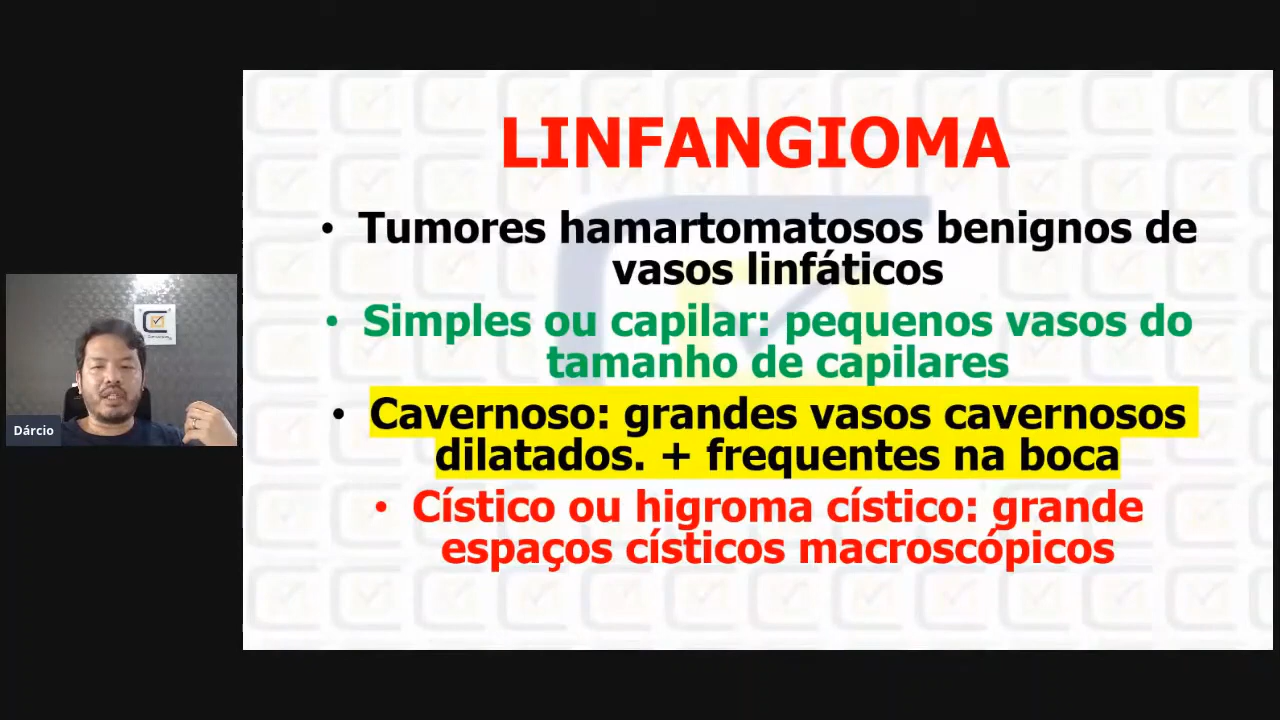 LINFANGIOMA
• Tumores hamartomatosos benignos de
vasos linfáticos
• Simples ou capilar: pequenos vasos do
tamanho de capilares
• Cavernoso: grandes vasos cavernosos
dilatados. + frequentes na boca
• Cístico ou higroma cístico: grande
espaços císticos macroscópicos
Dárcio